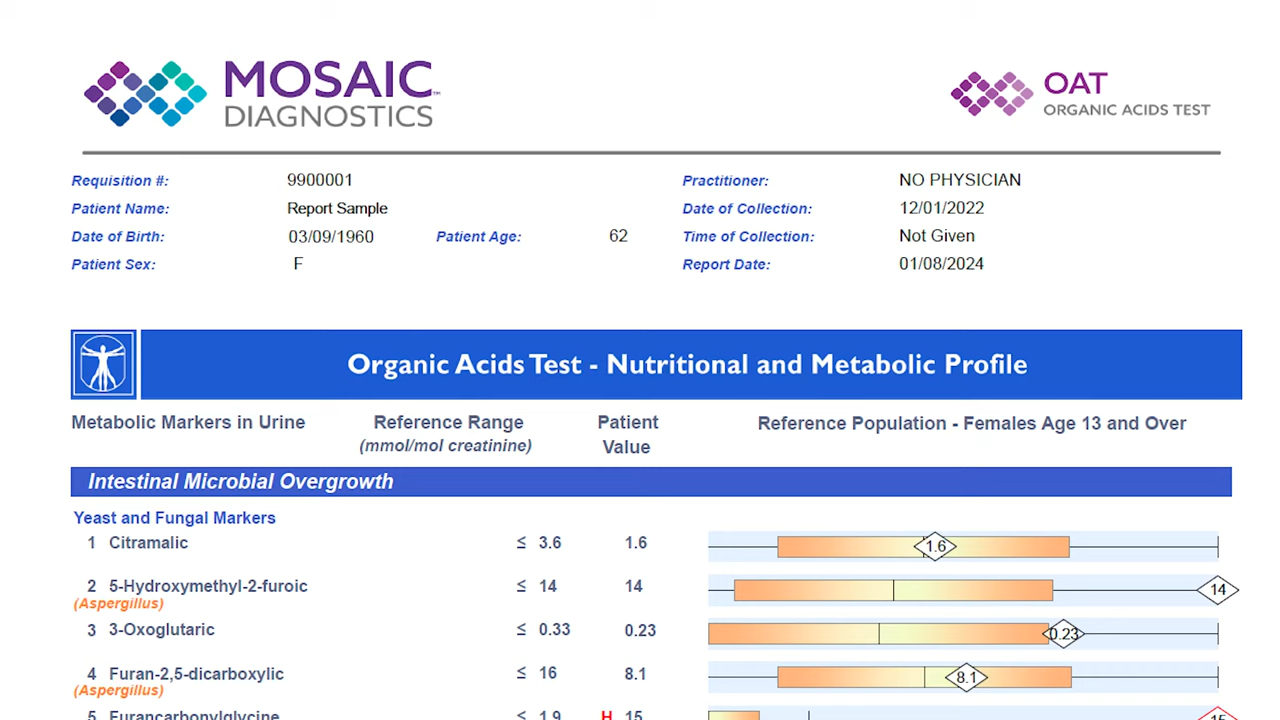 MOSAIC™
DIAGNOSTICS
OAT
ORGANIC ACIDS TEST
Requisition #: 9900001 Practitioner: NO PHYSICIAN
Patient Name: Report Sample Date of Collection: 12/01/2022
Date of Birth: 03/09/1960 Patient Age: 62 Time of Collection: Not Given
Patient Sex: F Report Date: 01/08/2024
Organic Acids Test - Nutritional and Metabolic Profile
Metabolic Markers in Urine Reference Range Patient Reference Population - Females Age 13 and Over
(mmol/mol creatinine) Value
Intestinal Microbial Overgrowth
Yeast and Fungal Markers
1 Citramalic ≤ 3.6 1.6 1.6
2 5-Hydroxymethyl-2-furoic ≤ 14 14 14
(Aspergillus)
3 3-Oxoglutaric ≤ 0.33 0.23 0.23
4 Furan-2,5-dicarboxylic ≤ 16 8.1 8.1
(Aspergillus)
5 Furancarbonylglycine ≤ 1.9 H 15 15